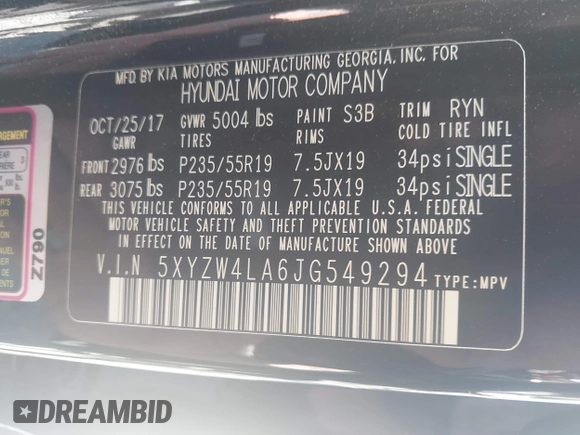 MFD. BY KIA MOTORS MANUFACTURING GEORGIA, INC. FOR
HYUNDAI MOTOR COMPANY
OCT/25/17 GVWR 5004 lbs PAINT S3B TRIM RYN
GAWR TIRES RIMS COLD TIRE INFL
FRONT 2976 lbs P235/55R19 7.5JX19 34psi SINGLE
REAR 3075 lbs P235/55R19 7.5JX19 34psi SINGLE
THIS VEHICLE CONFORMS TO ALL APPLICABLE U.S.A. FEDERAL
MOTOR VEHICLE SAFETY AND THEFT PREVENTION STANDARDS
IN EFFECT ON THE DATE OF MANUFACTURE SHOWN ABOVE.
V.I.N 5XYZW4LA6JG549294 TYPE: MPV
Z790
DREAMBID